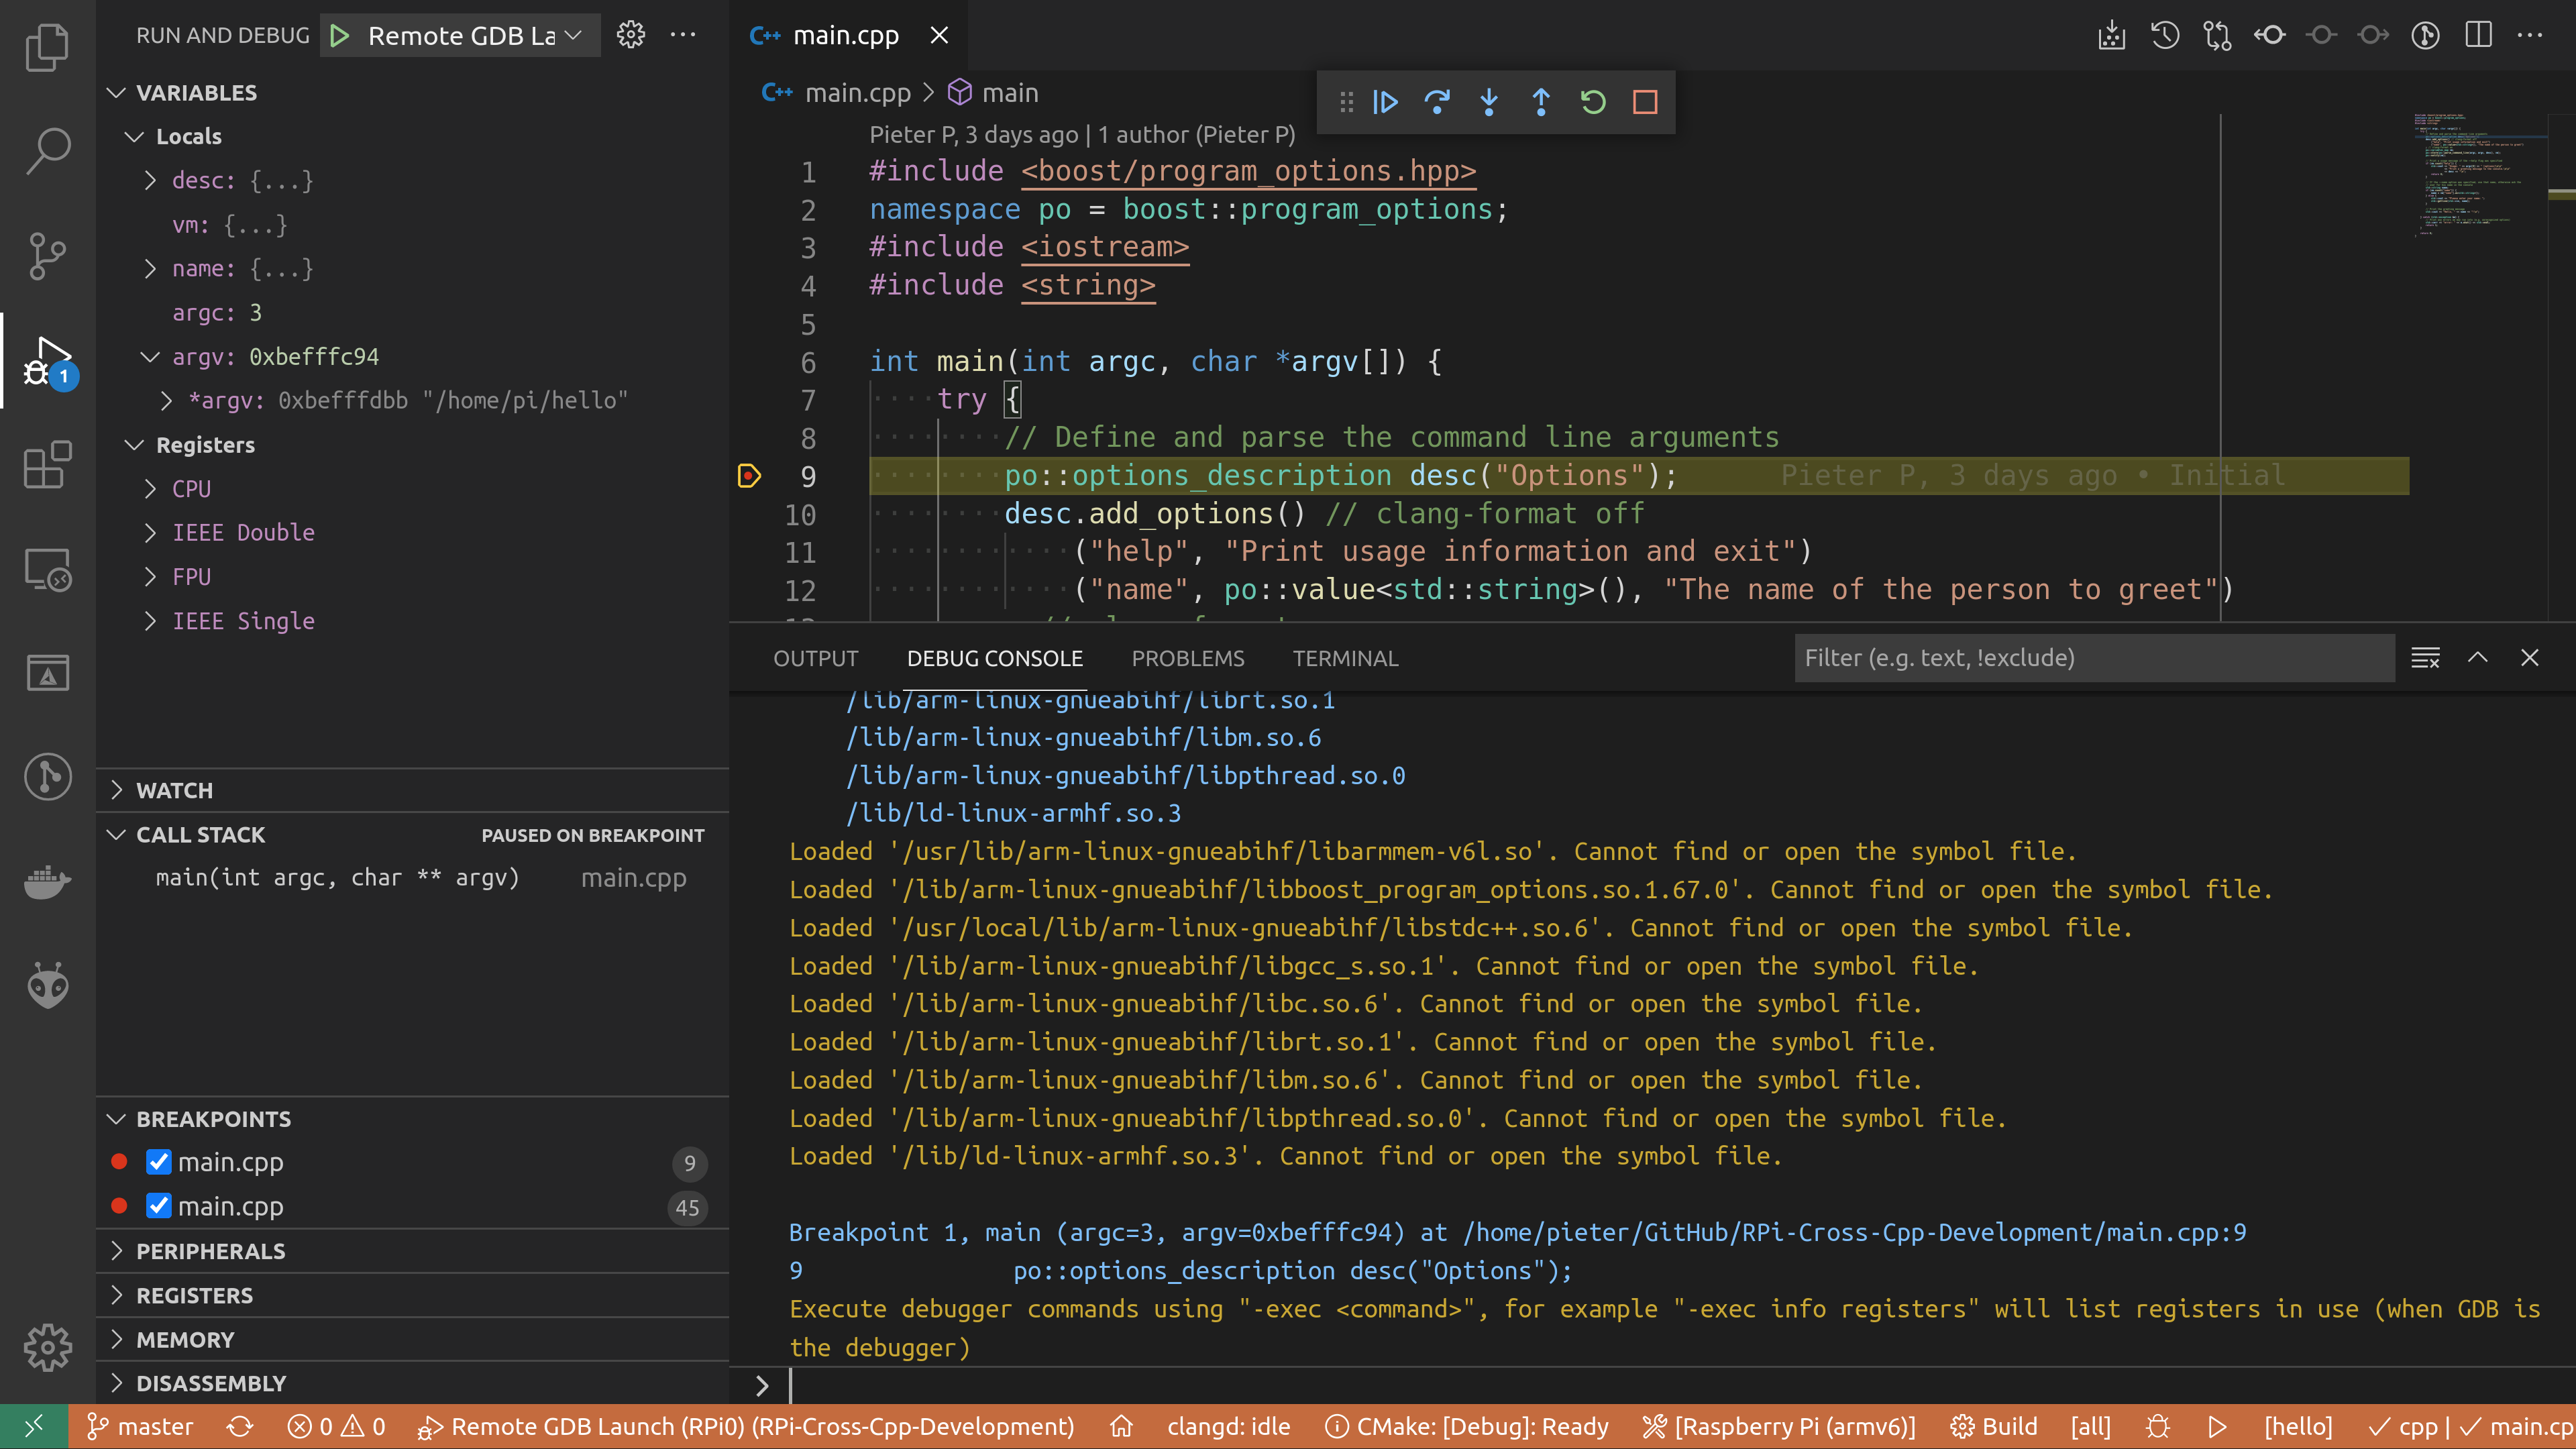 RUN AND DEBUG
Remote GDB La
VARIABLES
Locals
desc: {...}
vm: {...}
name: {...}
argc: 3
argv: 0xbefffc94
*argv: 0xbefffdbb "/home/pi/hello"
Registers
CPU
IEEE Double
FPU
IEEE Single
WATCH
CALL STACK
PAUSED ON BREAKPOINT
main(int argc, char ** argv)
main.cpp
BREAKPOINTS
main.cpp 9
main.cpp 45
PERIPHERALS
REGISTERS
MEMORY
DISASSEMBLY
1
C++ main.cpp
C++ main.cpp > main
Pieter P, 3 days ago | 1 author (Pieter P)
1 #include <boost/program_options.hpp>
2 namespace po = boost::program_options;
3 #include <iostream>
4 #include <string>
5
6 int main(int argc, char *argv[]) {
7 ····try {
8 ········// Define and parse the command line arguments
9 ········po::options_description desc("Options"); Pieter P, 3 days ago • Initial
10 ········desc.add_options() // clang-format off
11 ············("help", "Print usage information and exit")
12 ············("name", po::value<std::string>(), "The name of the person to greet")
OUTPUT
DEBUG CONSOLE
PROBLEMS
TERMINAL
Filter (e.g. text, !exclude)
/lib/arm-linux-gnueabihf/librt.so.1
/lib/arm-linux-gnueabihf/libm.so.6
/lib/arm-linux-gnueabihf/libpthread.so.0
/lib/ld-linux-armhf.so.3
Loaded '/usr/lib/arm-linux-gnueabihf/libarmmem-v6l.so'. Cannot find or open the symbol file.
Loaded '/lib/arm-linux-gnueabihf/libboost_program_options.so.1.67.0'. Cannot find or open the symbol file.
Loaded '/usr/local/lib/arm-linux-gnueabihf/libstdc++.so.6'. Cannot find or open the symbol file.
Loaded '/lib/arm-linux-gnueabihf/libgcc_s.so.1'. Cannot find or open the symbol file.
Loaded '/lib/arm-linux-gnueabihf/libc.so.6'. Cannot find or open the symbol file.
Loaded '/lib/arm-linux-gnueabihf/librt.so.1'. Cannot find or open the symbol file.
Loaded '/lib/arm-linux-gnueabihf/libm.so.6'. Cannot find or open the symbol file.
Loaded '/lib/arm-linux-gnueabihf/libpthread.so.0'. Cannot find or open the symbol file.
Loaded '/lib/ld-linux-armhf.so.3'. Cannot find or open the symbol file.
Breakpoint 1, main (argc=3, argv=0xbefffc94) at /home/pieter/GitHub/RPi-Cross-Cpp-Development/main.cpp:9
9 po::options_description desc("Options");
Execute debugger commands using "-exec <command>", for example "-exec info registers" will list registers in use (when GDB is
the debugger)
master
0 0
Remote GDB Launch (RPi0) (RPi-Cross-Cpp-Development)
clangd: idle
CMake: [Debug]: Ready
[Raspberry Pi (armv6)]
Build
[all]
[hello]
cpp | ✓ main.cp